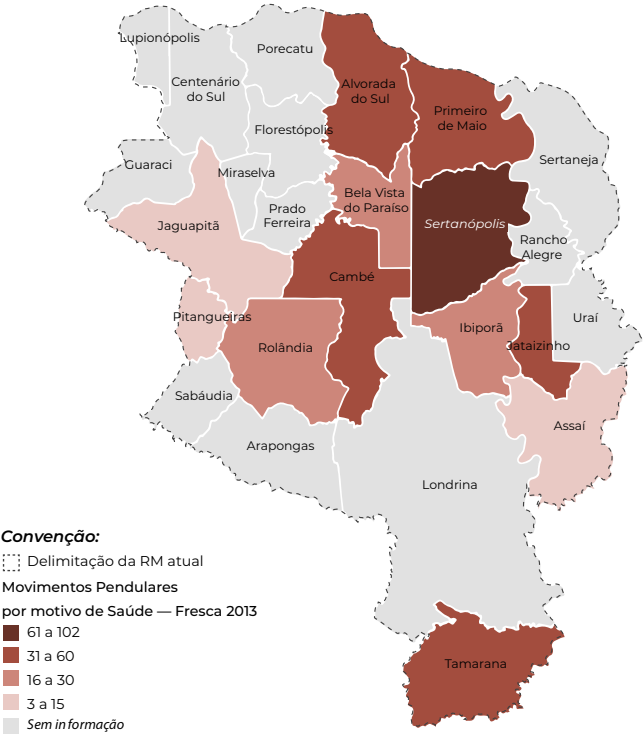 Lupionópolis
Porecatu
Centenário
do Sul
Alvorada
do Sul
Primeiro
de Maio
Florestópolis
Sertaneja
Guaraci
Miraselva
Bela Vista
do Paraíso
Prado
Ferreira
Jaguapitã
Sertanópolis
Rancho
Alegre
Cambé
Pitangueiras
Ibiporã
Uraí
Rolândia
Jataizinho
Sabáudia
Assaí
Arapongas
Londrina
Tamarana
Convenção:
Delimitação da RM atual
Movimentos Pendulares
por motivo de Saúde — Fresca 2013
61 a 102
31 a 60
16 a 30
3 a 15
Sem informação